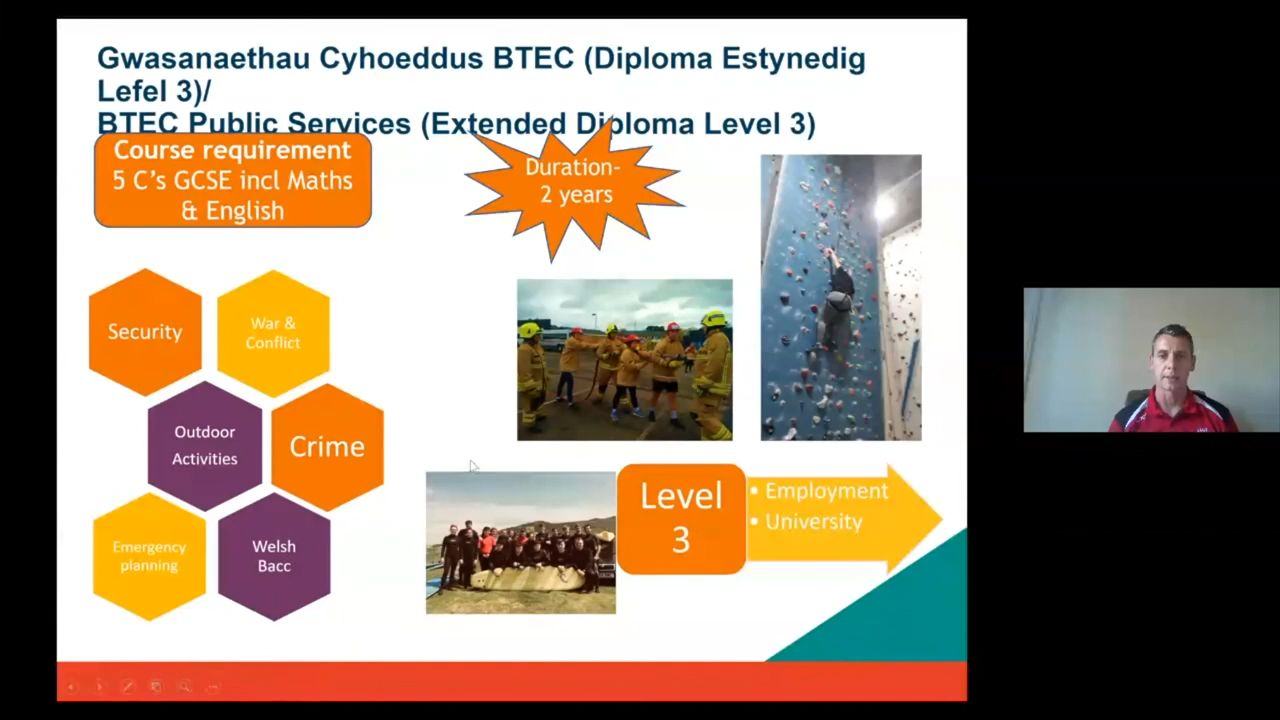 Gwasanaethau Cyhoeddus BTEC (Diploma Estynedig
Lefel 3)/
BTEC Public Services (Extended Diploma Level 3)
Course requirement
5 C's GCSE incl Maths
& English
Duration-
2 years
Security
War &
Conflict
Outdoor
Activities
Crime
Emergency
planning
Welsh
Bacc
Level
3
• Employment
• University